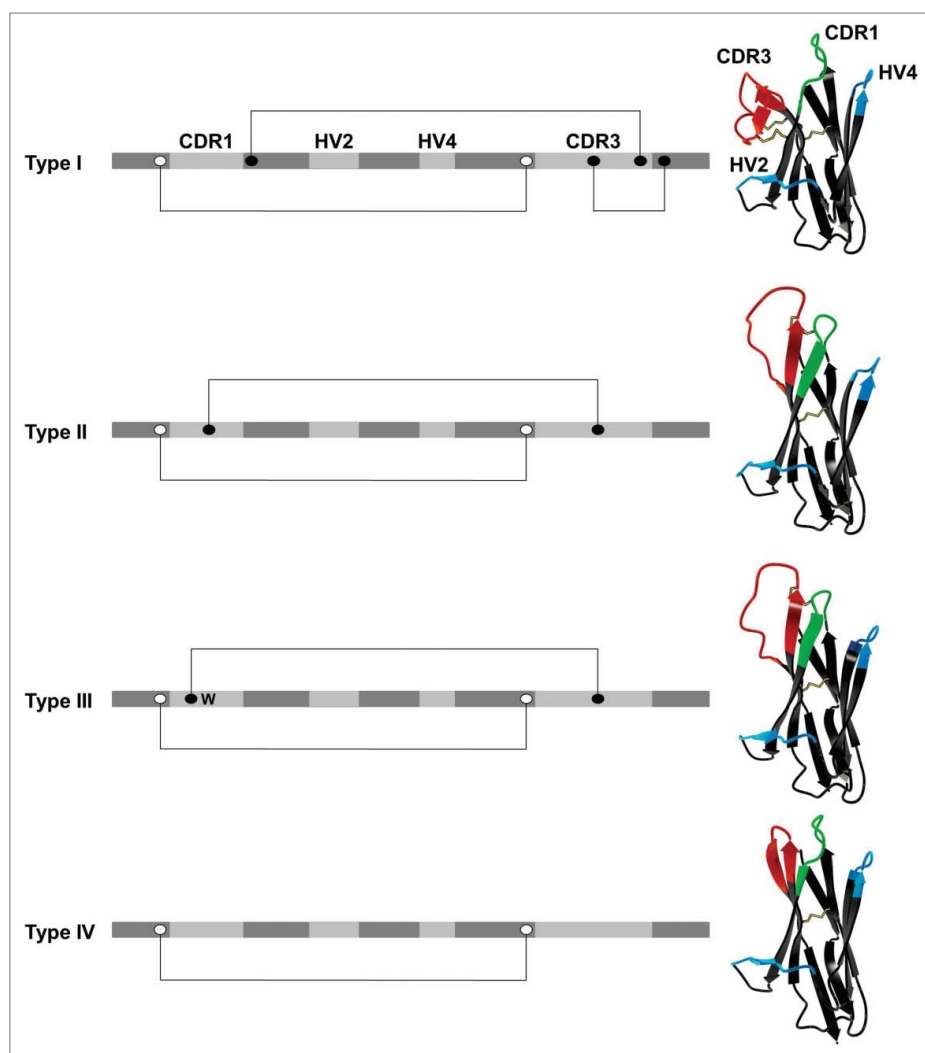 CDR1
CDR3
HV4
CDR1 HV2 HV4 CDR3
Type I
HV2
Type II
Type III
W
Type IV